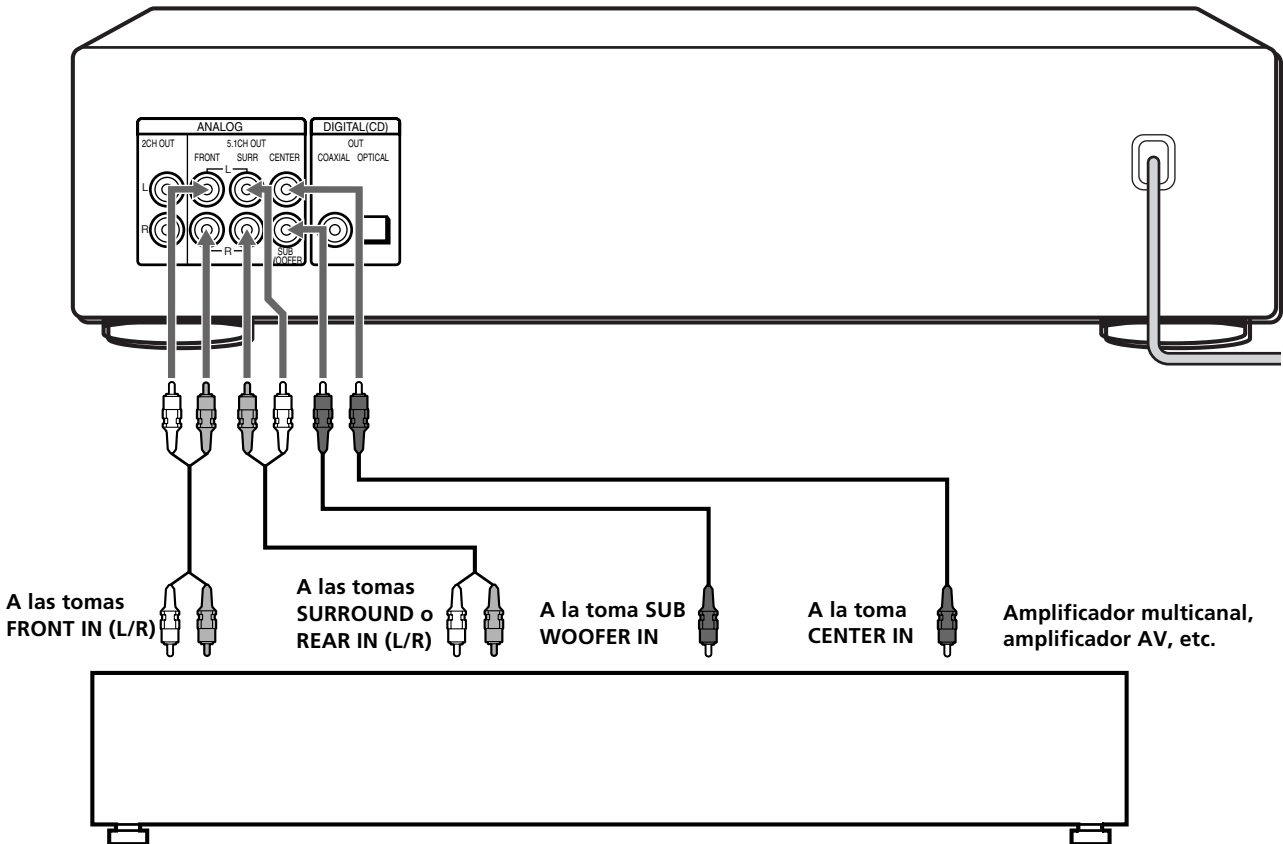 ANALOG
DIGITAL(CD)
2CH OUT
5.1CH OUT
OUT
FRONT
SURR
CENTER
COAXIAL
OPTICAL
L
L
R
R
SUB
WOOFER
A las tomas
FRONT IN (L/R)
A las tomas
SURROUND o
REAR IN (L/R)
A la toma SUB
WOOFER IN
A la toma
CENTER IN
Amplificador multicanal,
amplificador AV, etc.